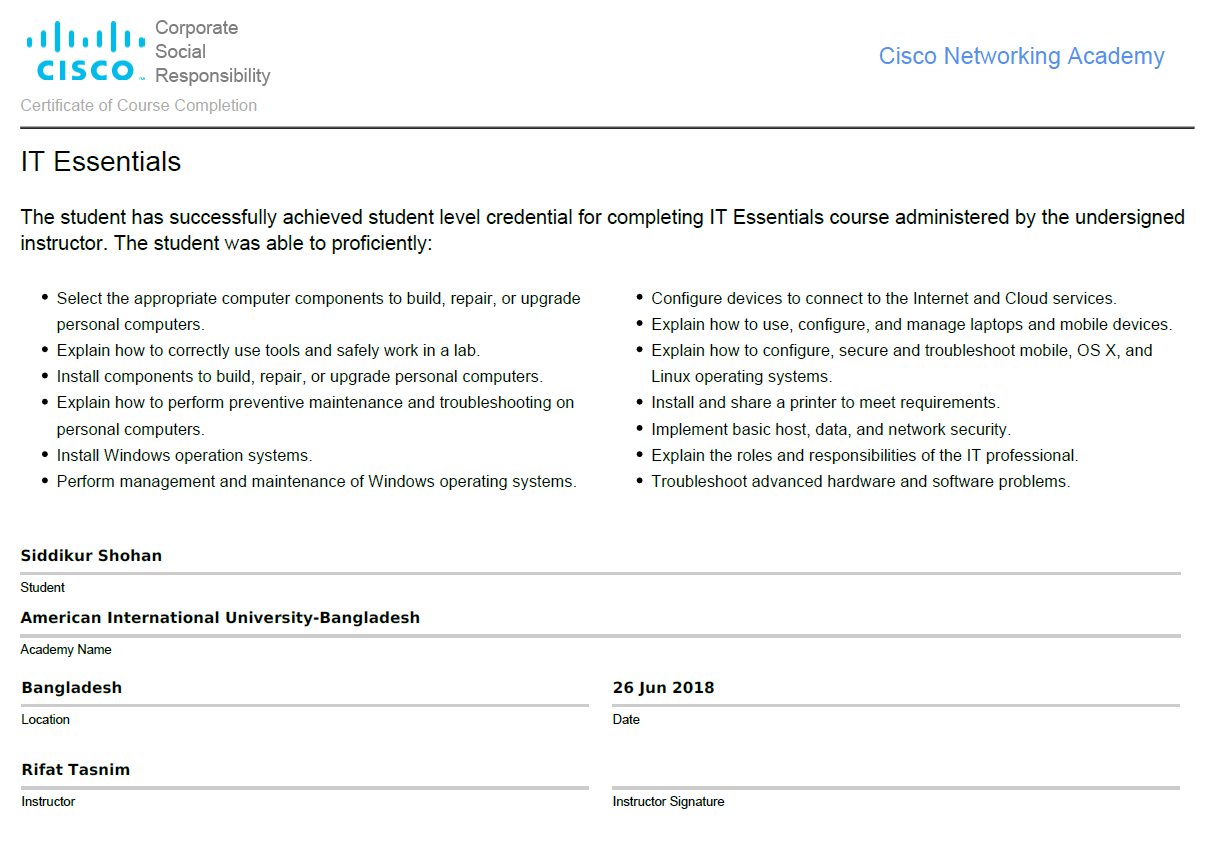 Corporate
Social
Responsibility
CISCO™
Cisco Networking Academy
Certificate of Course Completion
IT Essentials
The student has successfully achieved student level credential for completing IT Essentials course administered by the undersigned
instructor. The student was able to proficiently:
• Select the appropriate computer components to build, repair, or upgrade
personal computers.
• Explain how to correctly use tools and safely work in a lab.
• Install components to build, repair, or upgrade personal computers.
• Explain how to perform preventive maintenance and troubleshooting on
personal computers.
• Install Windows operation systems.
• Perform management and maintenance of Windows operating systems.
• Configure devices to connect to the Internet and Cloud services.
• Explain how to use, configure, and manage laptops and mobile devices.
• Explain how to configure, secure and troubleshoot mobile, OS X, and
Linux operating systems.
• Install and share a printer to meet requirements.
• Implement basic host, data, and network security.
• Explain the roles and responsibilities of the IT professional.
• Troubleshoot advanced hardware and software problems.
Siddikur Shohan
Student
American International University-Bangladesh
Academy Name
Bangladesh
Location
26 Jun 2018
Date
Rifat Tasnim
Instructor
Instructor Signature